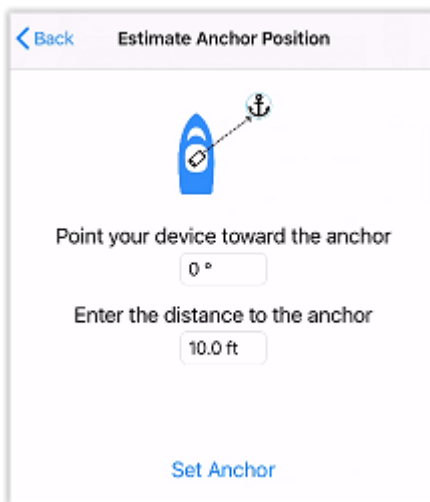 Back Estimate Anchor Position
Point your device toward the anchor
0 °
Enter the distance to the anchor
10.0 ft
Set Anchor